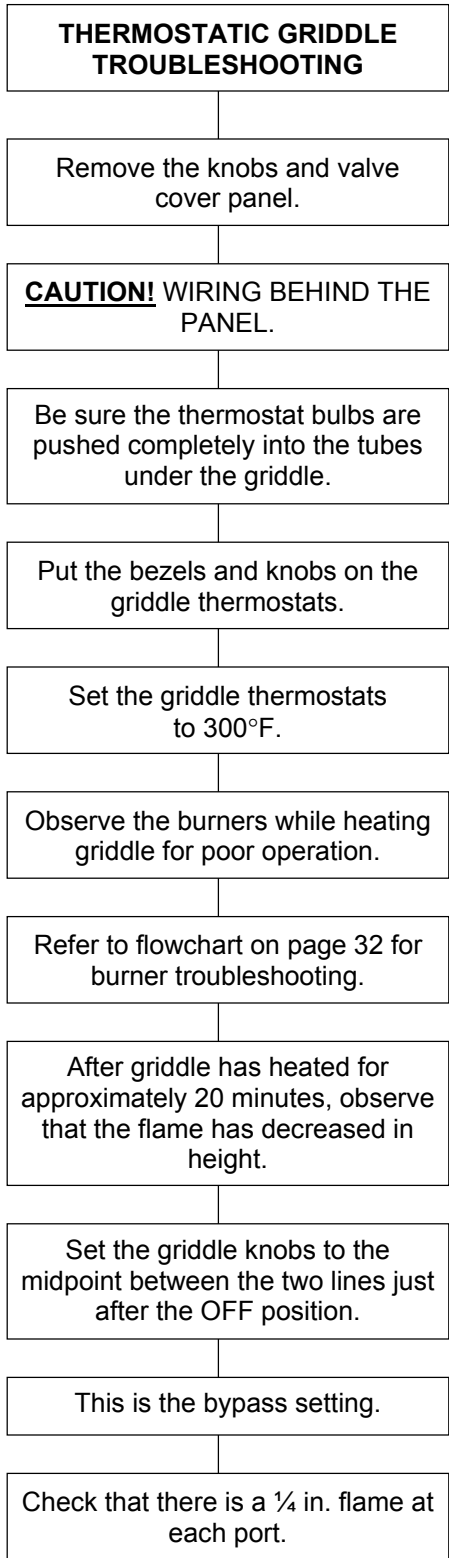 THERMOSTATIC GRIDDLE
TROUBLESHOOTING
Remove the knobs and valve
cover panel.
CAUTION! WIRING BEHIND THE
PANEL.
Be sure the thermostat bulbs are
pushed completely into the tubes
under the griddle.
Put the bezels and knobs on the
griddle thermostats.
Set the griddle thermostats
to 300°F.
Observe the burners while heating
griddle for poor operation.
Refer to flowchart on page 32 for
burner troubleshooting.
After griddle has heated for
approximately 20 minutes, observe
that the flame has decreased in
height.
Set the griddle knobs to the
midpoint between the two lines just
after the OFF position.
This is the bypass setting.
Check that there is a ¼ in. flame at
each port.